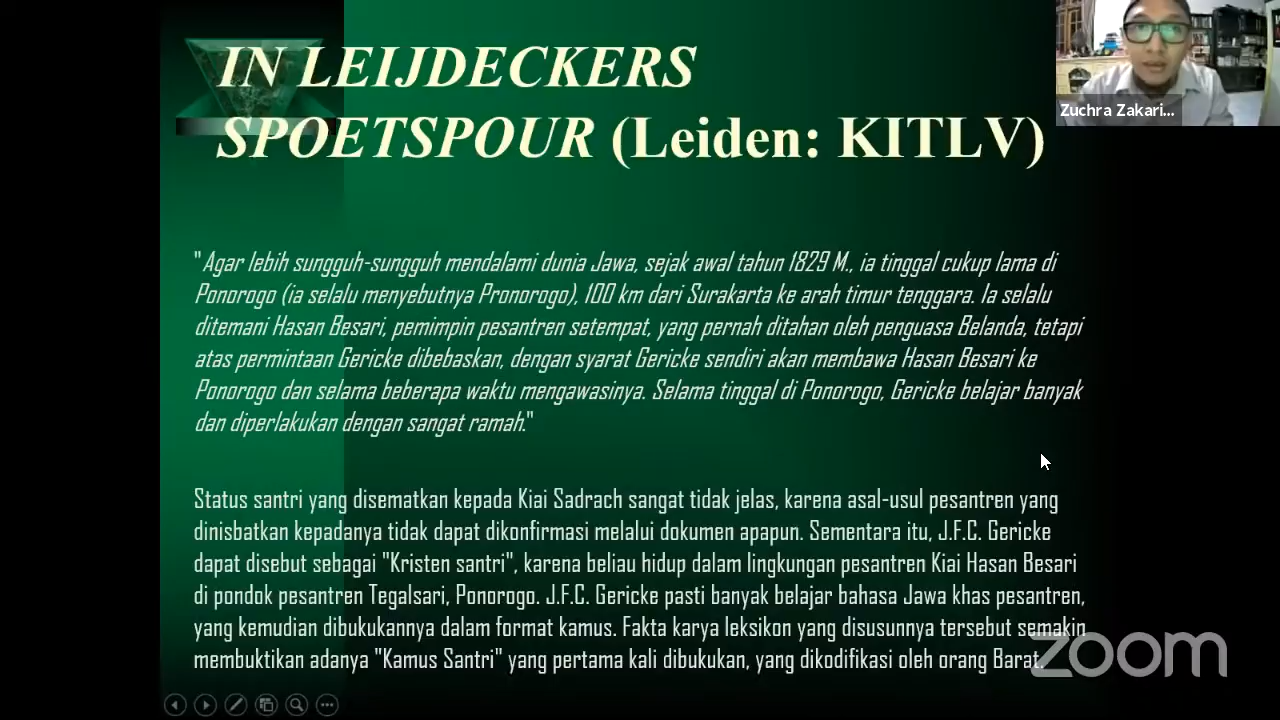 IN LEIJDECKERS
SPOETSPOUR (Leiden: KITLV)
Zuchra Zakari...
"Agar lebih sungguh-sungguh mendalami dunia Jawa, sejak awal tahun 1829 M., ia tinggal cukup lama di
Ponorogo (ia selalu menyebutnya Pronorogo), 100 km dari Surakarta ke arah timur tenggara. Ia selalu
ditemani Hasan Besari, pemimpin pesantren setempat, yang pernah ditahan oleh penguasa Belanda, tetapi
atas permintaan Gericke dibebaskan, dengan syarat Gericke sendiri akan membawa Hasan Besari ke
Ponorogo dan selama beberapa waktu mengawasinya. Selama tinggal di Ponorogo, Gericke belajar banyak
dan diperlakukan dengan sangat ramah."
Status santri yang disematkan kepada Kiai Sadrach sangat tidak jelas, karena asal-usul pesantren yang
dinisbatkan kepadanya tidak dapat dikonfirmasi melalui dokumen apapun. Sementara itu, J.F.C. Gericke
dapat disebut sebagai "Kristen santri", karena beliau hidup dalam lingkungan pesantren Kiai Hasan Besari
di pondok pesantren Tegalsari, Ponorogo. J.F.C. Gericke pasti banyak belajar bahasa Jawa khas pesantren,
yang kemudian dibukukannya dalam format kamus. Fakta karya leksikon yang disusunnya tersebut semakin
membuktikan adanya "Kamus Santri" yang pertama kali dibukukan, yang dikodifikasi oleh orang Barat.
zoom